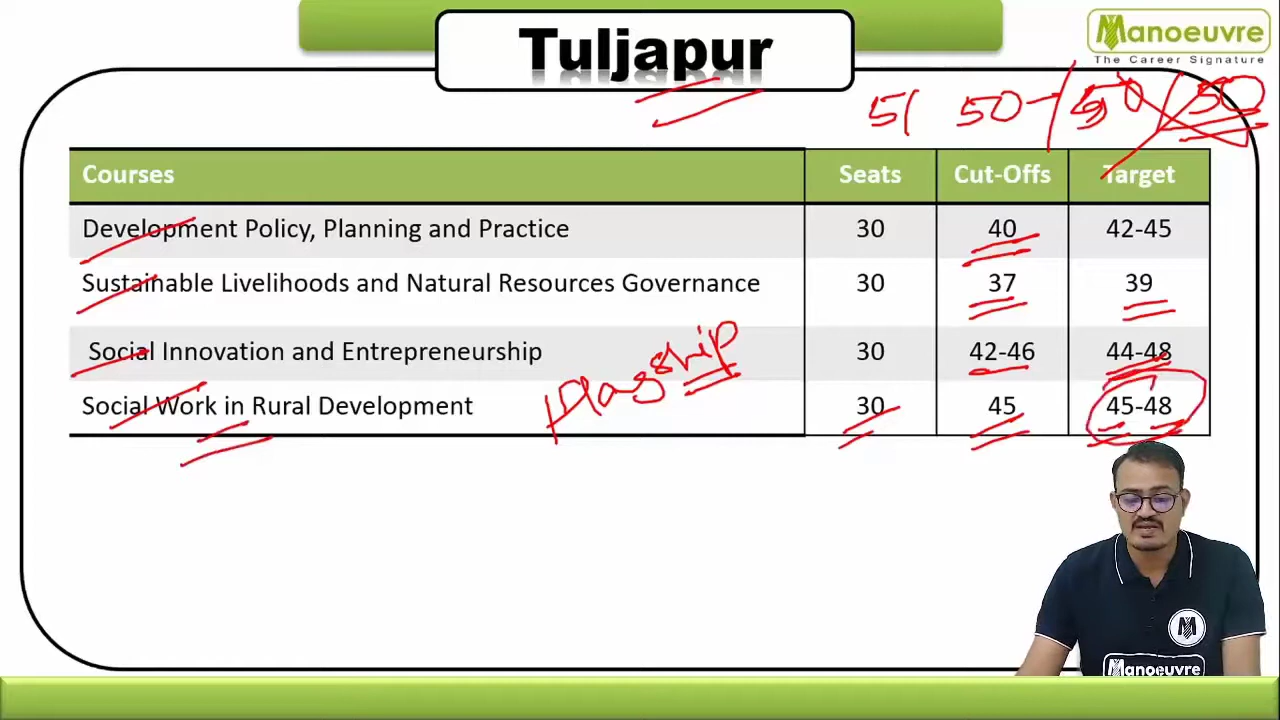 Tuljapur
Manoeuvre
The Career Signature
51 50- 50 50
Courses Seats Cut-Offs Target
Development Policy, Planning and Practice 30 40 42-45
Sustainable Livelihoods and Natural Resources Governance 30 37 39
Social Innovation and Entrepreneurship 30 42-46 44-48
Flagship
Social Work in Rural Development 30 45 45-48
M
Manoeuvre